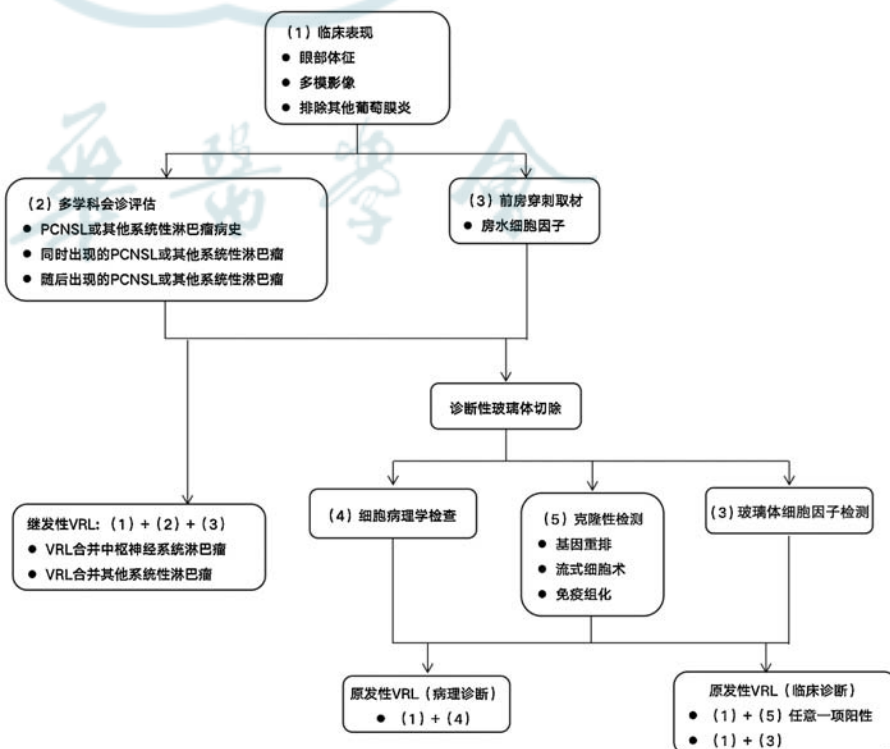 (1)临床表现
● 眼部体征
● 多模影像
● 排除其他葡萄膜炎
(2)多学科会诊评估
● PCNSL或其他系统性淋巴瘤病史
● 同时出现的PCNSL或其他系统性淋巴瘤
● 随后出现的PCNSL或其他系统性淋巴瘤
(3)前房穿刺取材
● 房水细胞因子
诊断性玻璃体切除
继发性VRL:(1)+(2)+(3)
● VRL合并中枢神经系统淋巴瘤
● VRL合并其他系统性淋巴瘤
(4)细胞病理学检查
(5)克隆性检测
● 基因重排
● 流式细胞术
● 免疫组化
(3)玻璃体细胞因子检测
原发性VRL(病理诊断)
● (1)+(4)
原发性VRL(临床诊断)
● (1)+(5)任意一项阳性
● (1)+(3)
華醫學會